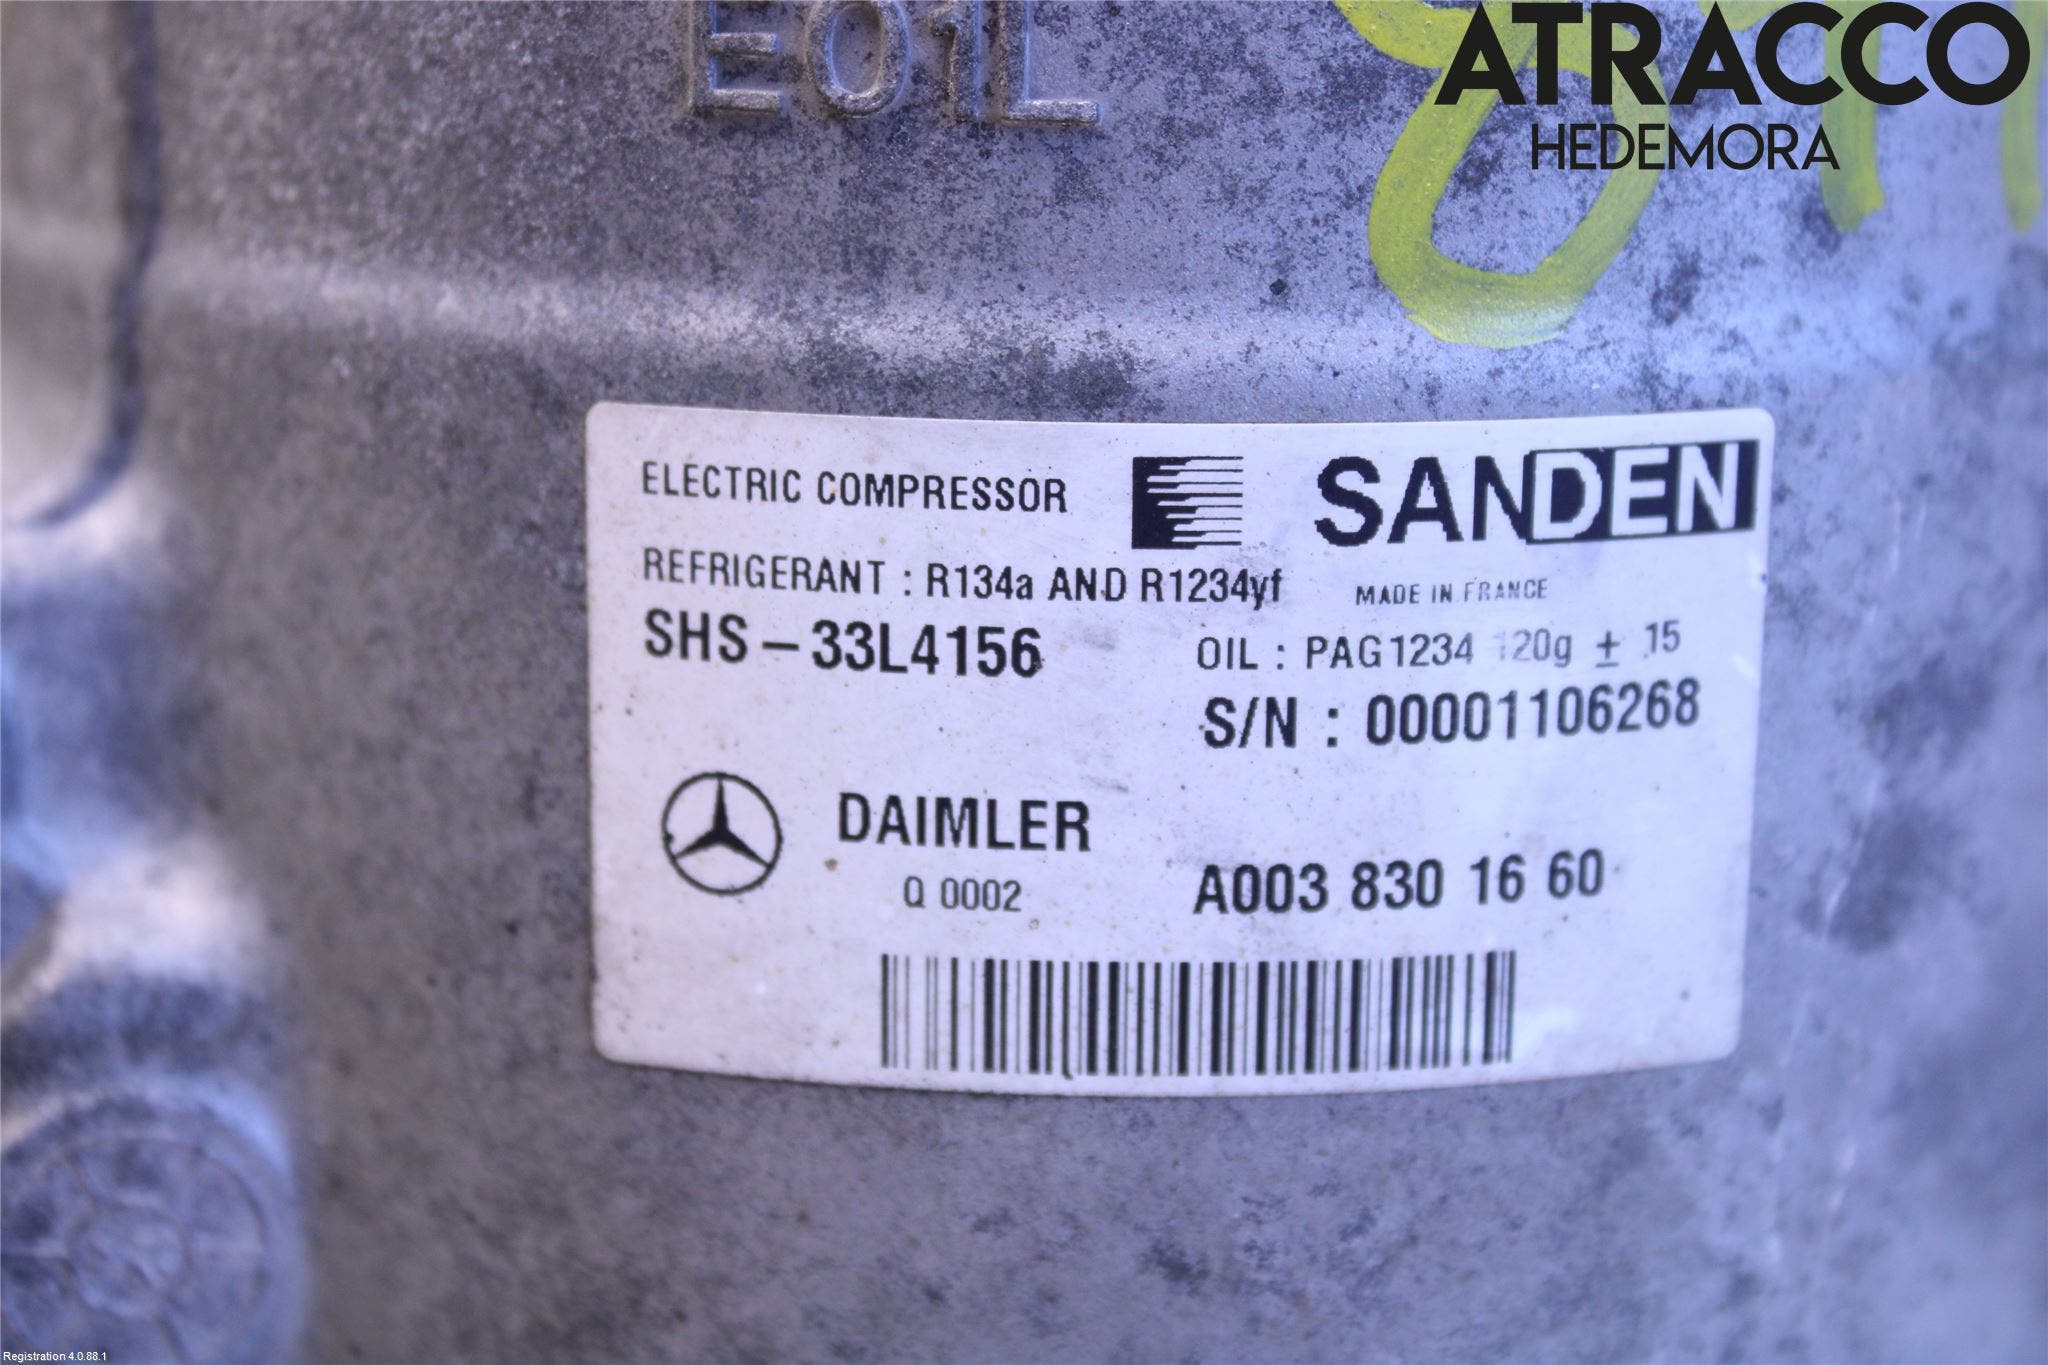 E01L
ATRACCO
HEDEMORA
ELECTRIC COMPRESSOR
SANDEN
REFRIGERANT : R134a AND R1234yf
MADE IN FRANCE
SHS-33L4156
OIL : PAG1234 120g ± 15
S/N : 00001106268
DAIMLER
Q 0002
A003 830 16 60
Registration 4.0.88.1